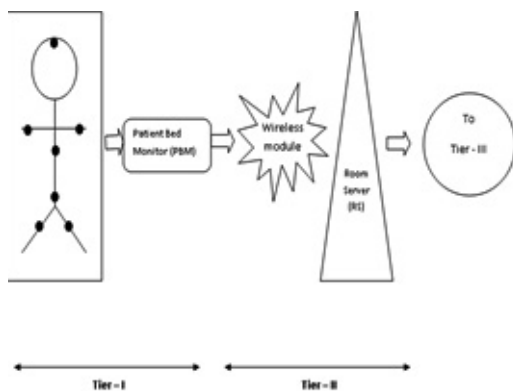 Patient Bed
Monitor (PBM)
Wireless
module
Room
Server
(RS)
To
Tier - III
Tier - I
Tier - II